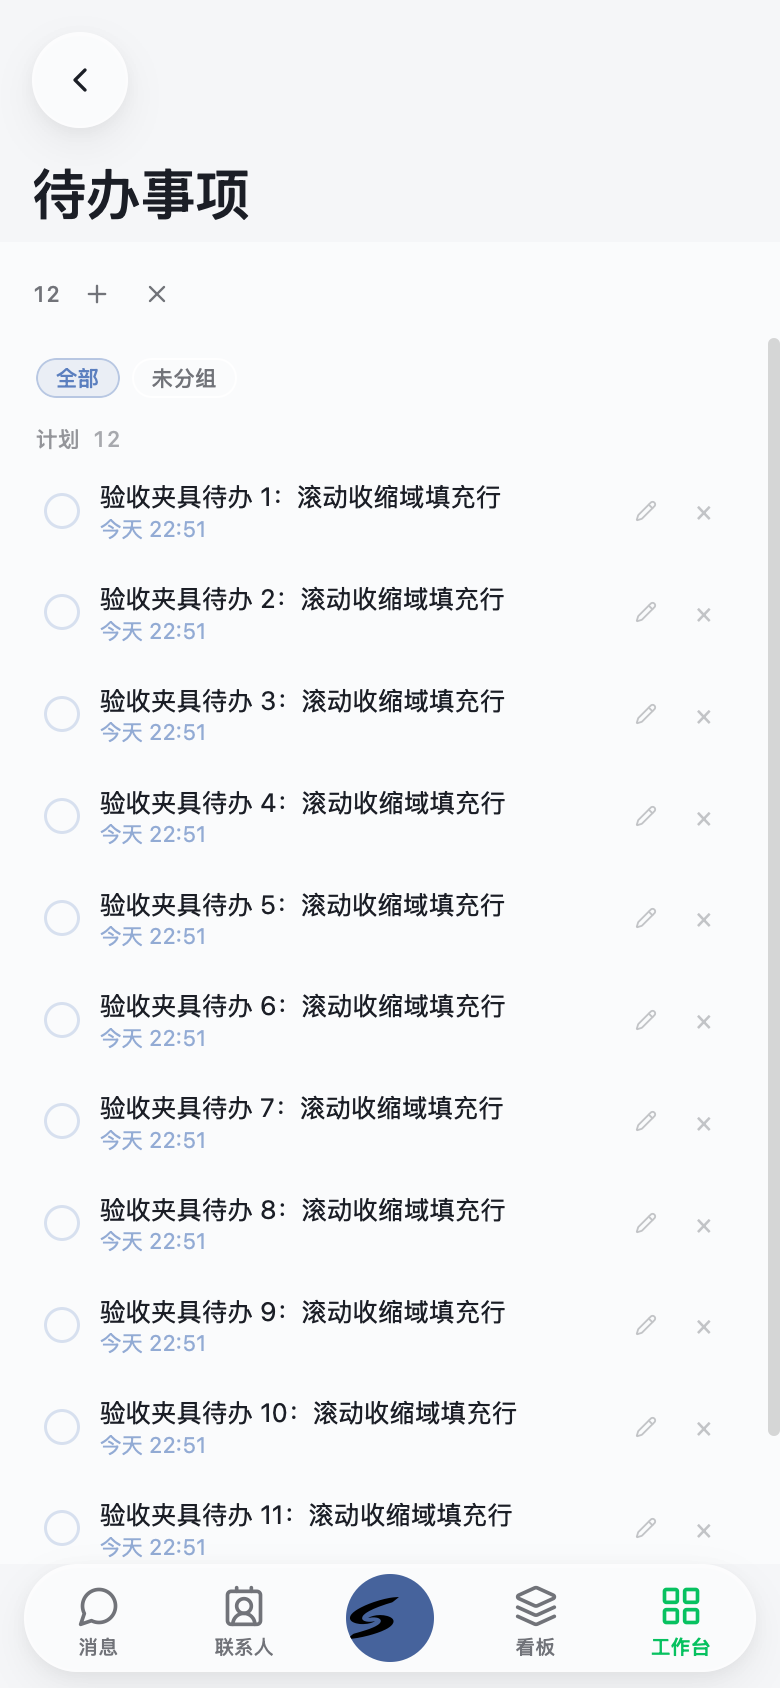 待办事项
12
全部 未分组
计划 12
验收夹具待办 1：滚动收缩域填充行
今天 22:51
验收夹具待办 2：滚动收缩域填充行
今天 22:51
验收夹具待办 3：滚动收缩域填充行
今天 22:51
验收夹具待办 4：滚动收缩域填充行
今天 22:51
验收夹具待办 5：滚动收缩域填充行
今天 22:51
验收夹具待办 6：滚动收缩域填充行
今天 22:51
验收夹具待办 7：滚动收缩域填充行
今天 22:51
验收夹具待办 8：滚动收缩域填充行
今天 22:51
验收夹具待办 9：滚动收缩域填充行
今天 22:51
验收夹具待办 10：滚动收缩域填充行
今天 22:51
验收夹具待办 11：滚动收缩域填充行
今天 22:51
消息 联系人 看板 工作台